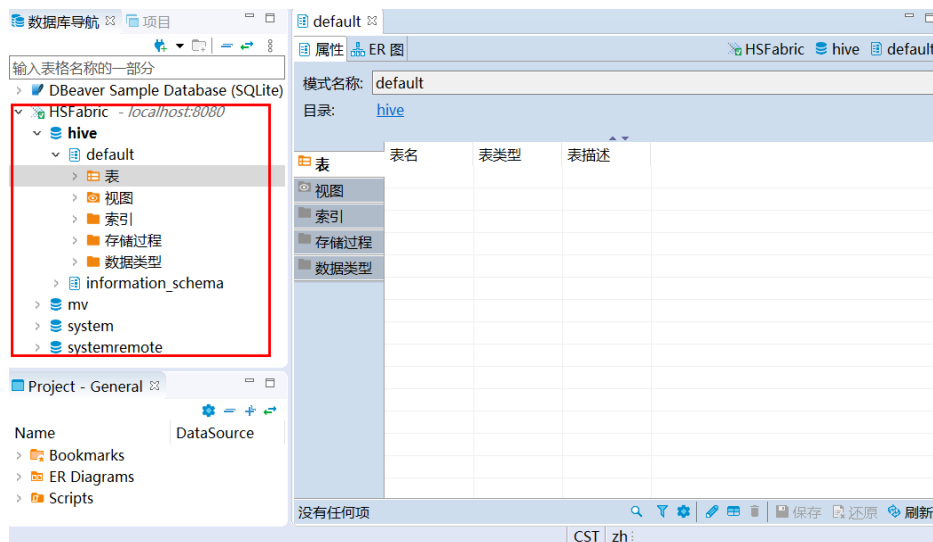 数据库导航 项目
输入表格名称的一部分
DBeaver Sample Database (SQLite)
HSFabric - localhost:8080
hive
default
表
视图
索引
存储过程
数据类型
information_schema
mv
system
systemremote
Project - General
Name DataSource
Bookmarks
ER Diagrams
Scripts
default
属性 ER 图 HSFabric hive default
模式名称: default
目录: hive
表 表名 表类型 表描述
视图
索引
存储过程
数据类型
没有任何项 保存 还原 刷新
CST zh